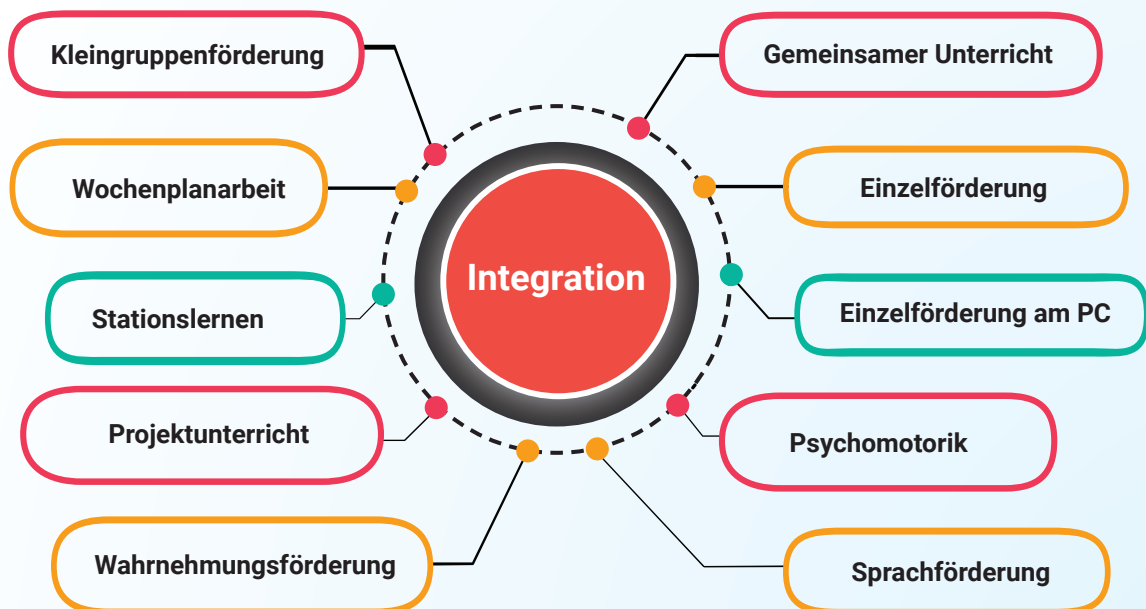 Kleingruppenförderung
Gemeinsamer Unterricht
Wochenplanarbeit
Einzelförderung
Integration
Stationslernen
Einzelförderung am PC
Projektunterricht
Psychomotorik
Wahrnehmungsförderung
Sprachförderung